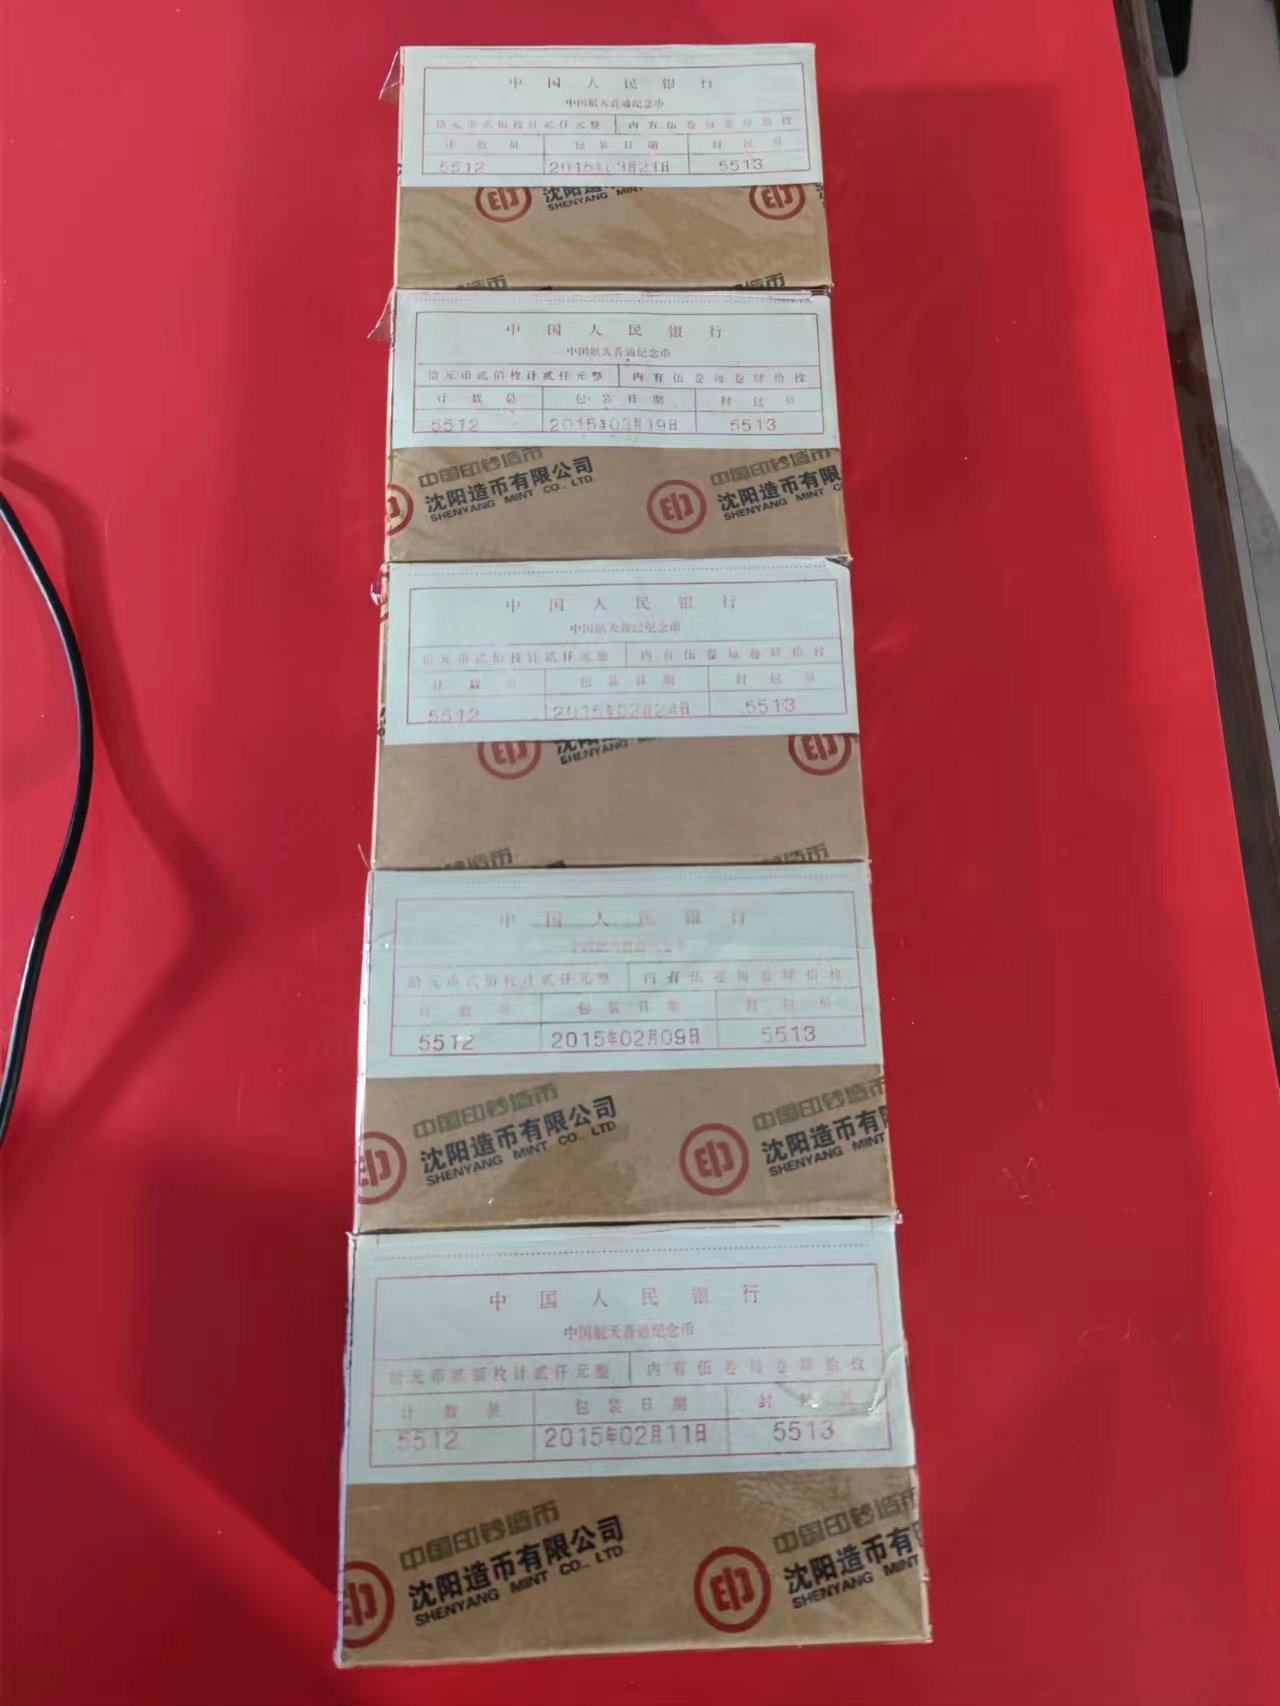 中国人民银行
中国航天普通纪念币
拾元币贰佰枚计贰仟元整 内有伍卷每卷肆拾枚
计数员 包装日期 封包员
5512 2015年03月21日 5513
沈阳造币
SHENYANG MINT
中国人民银行
中国航天普通纪念币
拾元币贰佰枚计贰仟元整 内有伍卷每卷肆拾枚
计数员 包装日期 封包员
5512 2015年03月19日 5513
中国印钞造币 中国印钞造币
沈阳造币有限公司 沈阳造币有限公
SHENYANG MINT CO., LTD SHENYANG MINT CO
中国人民银行
中国航天普通纪念币
拾元币贰佰枚计贰仟元整 内有伍卷每卷肆拾枚
计数员 包装日期 封包员
5512 2015年03月24日 5513
SHENYANG
钞造币 钞造币
中国人民银行
中国航天普通纪念币
拾元币贰佰枚计贰仟元整 内有伍卷每卷肆拾枚
计数员 包装日期 封包员
5512 2015年02月09日 5513
中国印钞造币 中国印钞造币
沈阳造币有限公司 沈阳造币有限
SHENYANG MINT CO., LTD SHENYANG MINT
中国人民银行
中国航天普通纪念币
拾元币贰佰枚计贰仟元整 内有伍卷每卷肆拾枚
计数员 包装日期 封包员
5512 2015年02月11日 5513
中国印钞造币 中国印钞造币
沈阳造币有限公司 沈阳造币有
SHENYANG MINT CO., LTD SHENYANG MINT